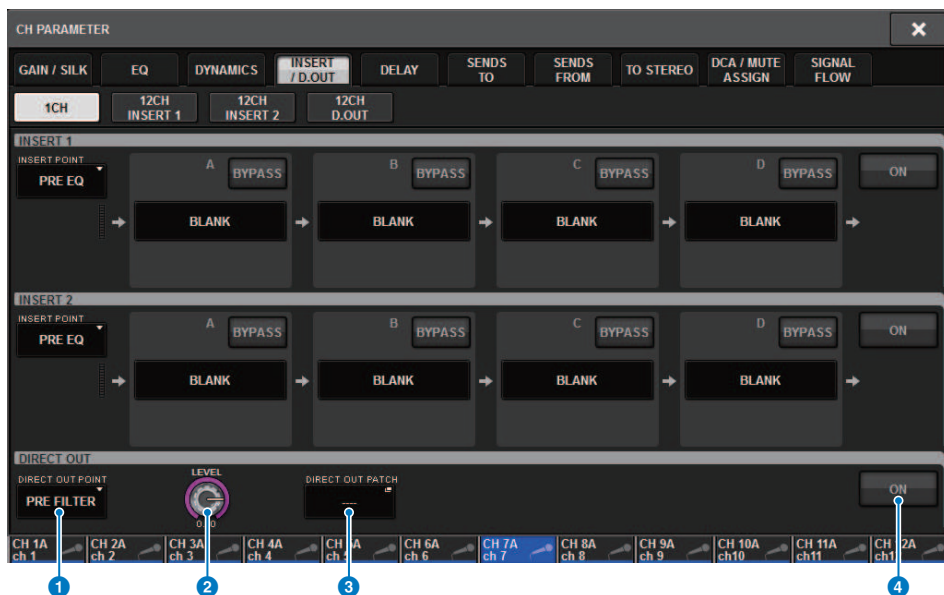 CH PARAMETER
×
GAIN / SILK
EQ
DYNAMICS
INSERT
/ D.OUT
DELAY
SENDS
TO
SENDS
FROM
TO STEREO
DCA / MUTE
ASSIGN
SIGNAL
FLOW
1CH
12CH
INSERT 1
12CH
INSERT 2
12CH
D.OUT
INSERT 1
INSERT POINT
PRE EQ
A
BYPASS
BLANK
B
BYPASS
BLANK
C
BYPASS
BLANK
D
BYPASS
BLANK
ON
INSERT 2
INSERT POINT
PRE EQ
A
BYPASS
BLANK
B
BYPASS
BLANK
C
BYPASS
BLANK
D
BYPASS
BLANK
ON
DIRECT OUT
DIRECT OUT POINT
PRE FILTER
LEVEL
DIRECT OUT PATCH
----
ON
CH 1A
ch 1
CH 2A
ch 2
CH 3A
ch 3
CH 4A
ch 4
CH
ch
CH 6A
ch 6
CH 7A
ch 7
CH 8A
ch 8
CH 9A
ch 9
CH 10A
ch10
CH 11A
ch11
CH
1
2
3
4